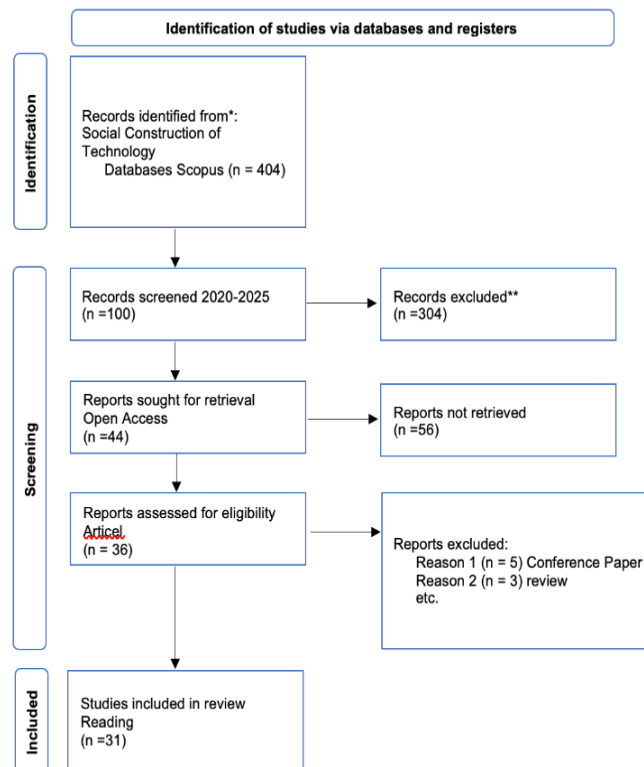 Identification of studies via databases and registers
Identification
Records identified from*:
Social Construction of
Technology
Databases Scopus (n = 404)
Screening
Records screened 2020-2025
(n =100)
Records excluded**
(n =304)
Reports sought for retrieval
Open Access
(n =44)
Reports not retrieved
(n =56)
Reports assessed for eligibility
Articel
(n = 36)
Reports excluded:
Reason 1 (n = 5) Conference Paper
Reason 2 (n = 3) review
etc.
Included
Studies included in review
Reading
(n =31)